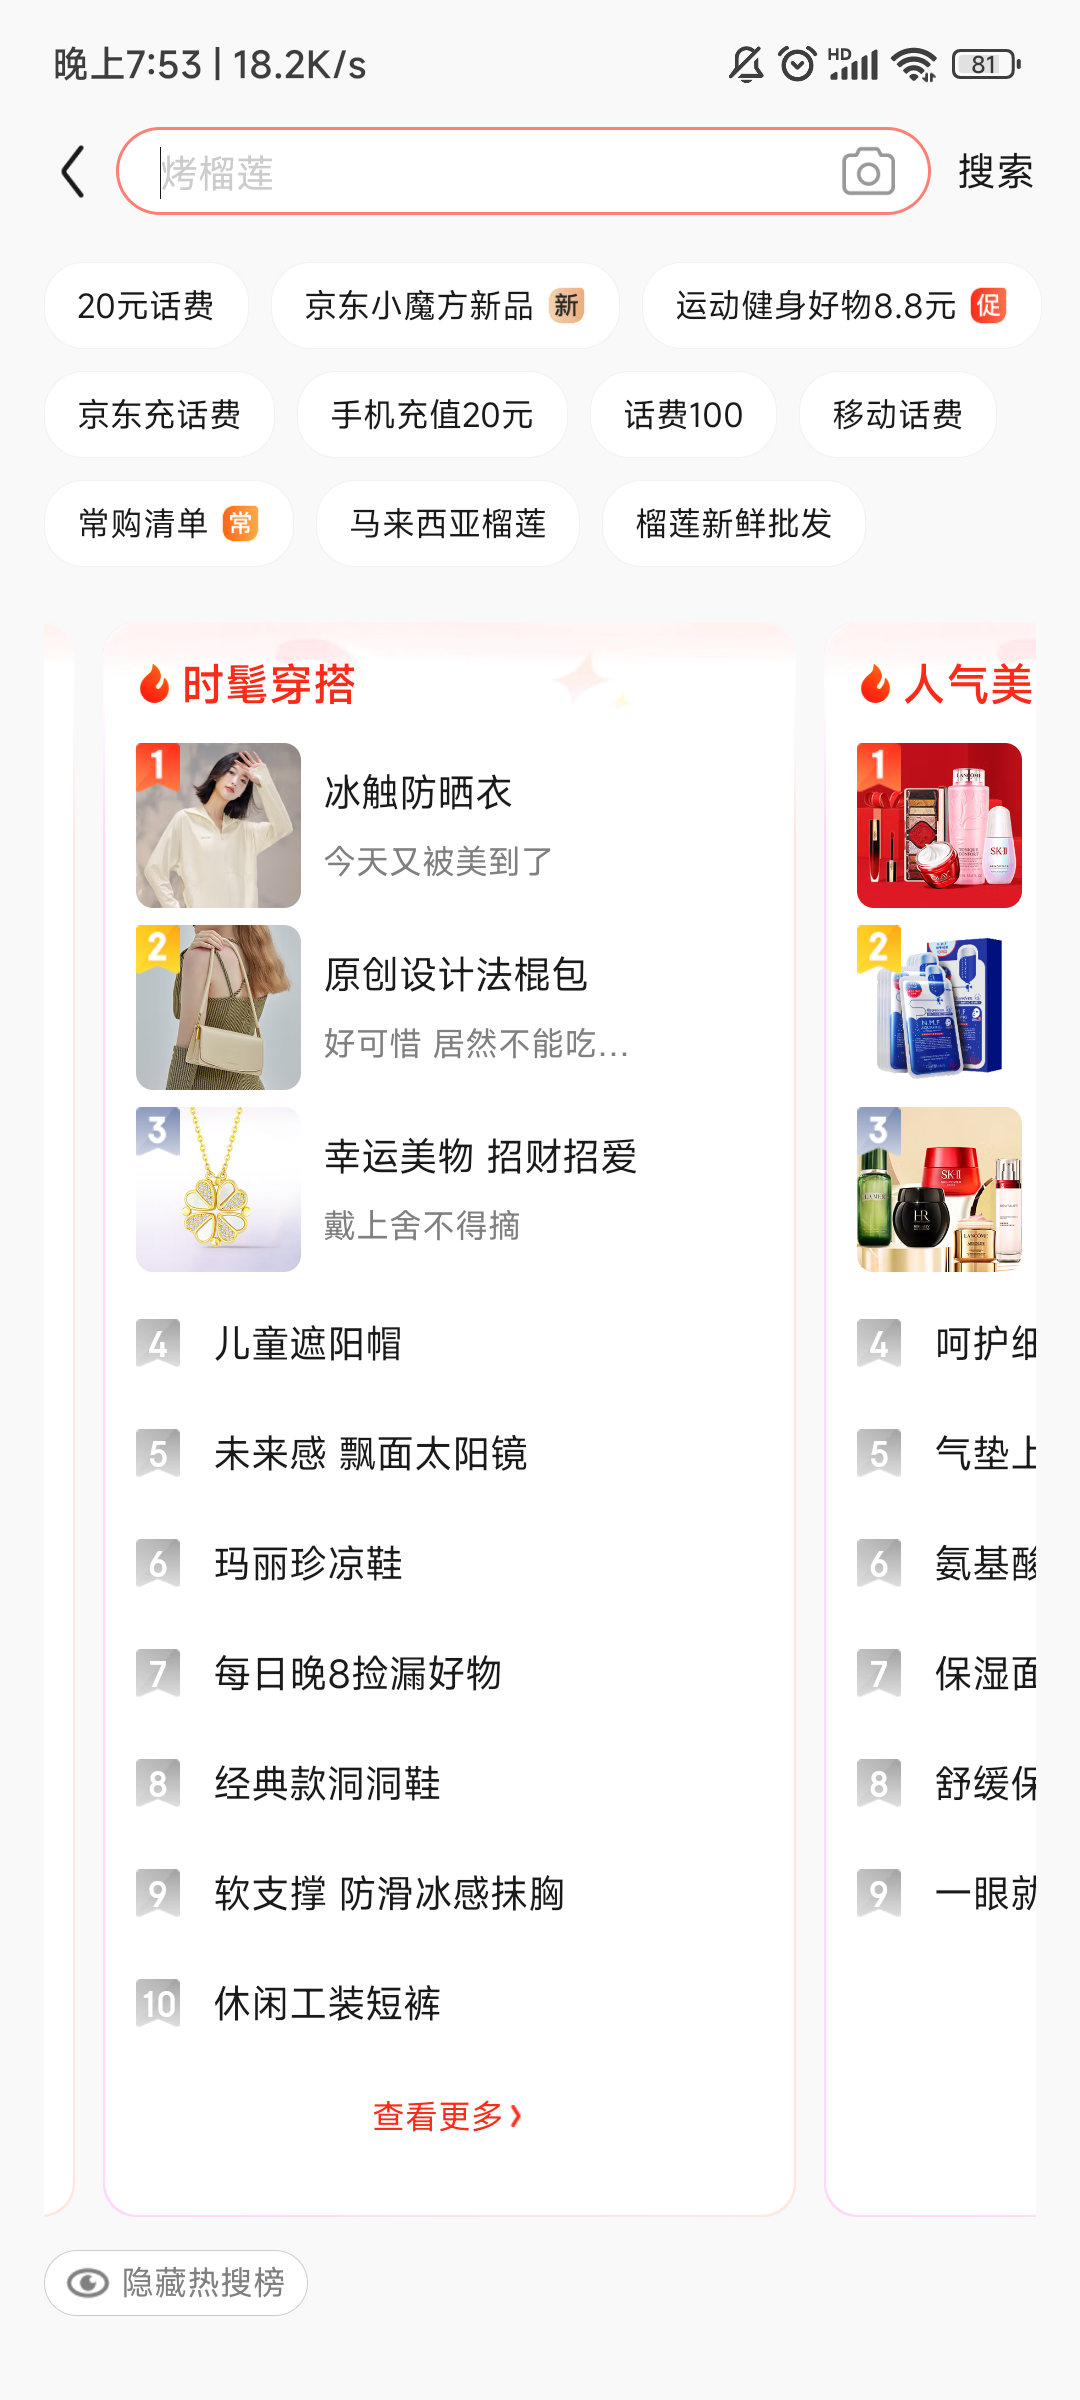 晚上7:53 | 18.2K/s
HD
81
烤榴莲
搜索
20元话费
京东小魔方新品 新
运动健身好物8.8元 促
京东充话费
手机充值20元
话费100
移动话费
常购清单 常
马来西亚榴莲
榴莲新鲜批发
时髦穿搭
1
冰触防晒衣
今天又被美到了
2
原创设计法棍包
好可惜 居然不能吃...
3
幸运美物 招财招爱
戴上舍不得摘
4 儿童遮阳帽
5 未来感 飘面太阳镜
6 玛丽珍凉鞋
7 每日晚8捡漏好物
8 经典款洞洞鞋
9 软支撑 防滑冰感抹胸
10 休闲工装短裤
查看更多
人气美
1
LANCOME
SK-II
2
3
SK-II
LA MER
HR
LANCOME
4 呵护细
5 气垫上
6 氨基酸
7 保湿面
8 舒缓保
9 一眼就
隐藏热搜榜